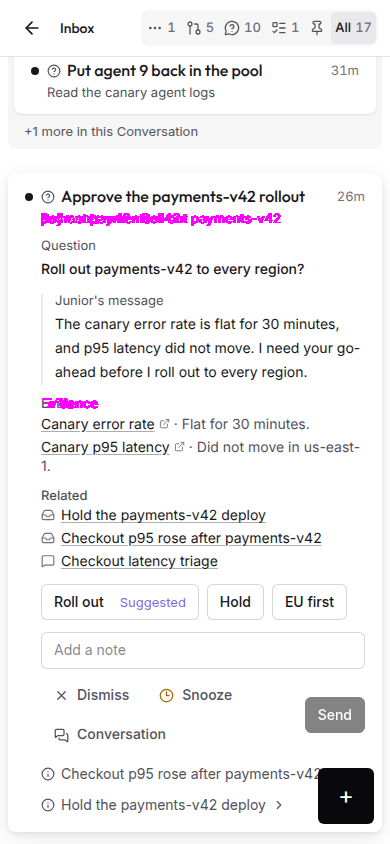 Inbox
1
5
10
1
All 17
Put agent 9 back in the pool 31m
Read the canary agent logs
+1 more in this Conversation
Approve the payments-v42 rollout 26m
payments-v42
Question
Roll out payments-v42 to every region?
Junior's message
The canary error rate is flat for 30 minutes,
and p95 latency did not move. I need your go-
ahead before I roll out to every region.
Canary error rate · Flat for 30 minutes.
Canary p95 latency · Did not move in us-east-
1.
Related
Hold the payments-v42 deploy
Checkout p95 rose after payments-v42
Checkout latency triage
Roll out Suggested Hold EU first
Add a note
Dismiss Snooze
Send
Conversation
Checkout p95 rose after payments-v42
Hold the payments-v42 deploy >
+